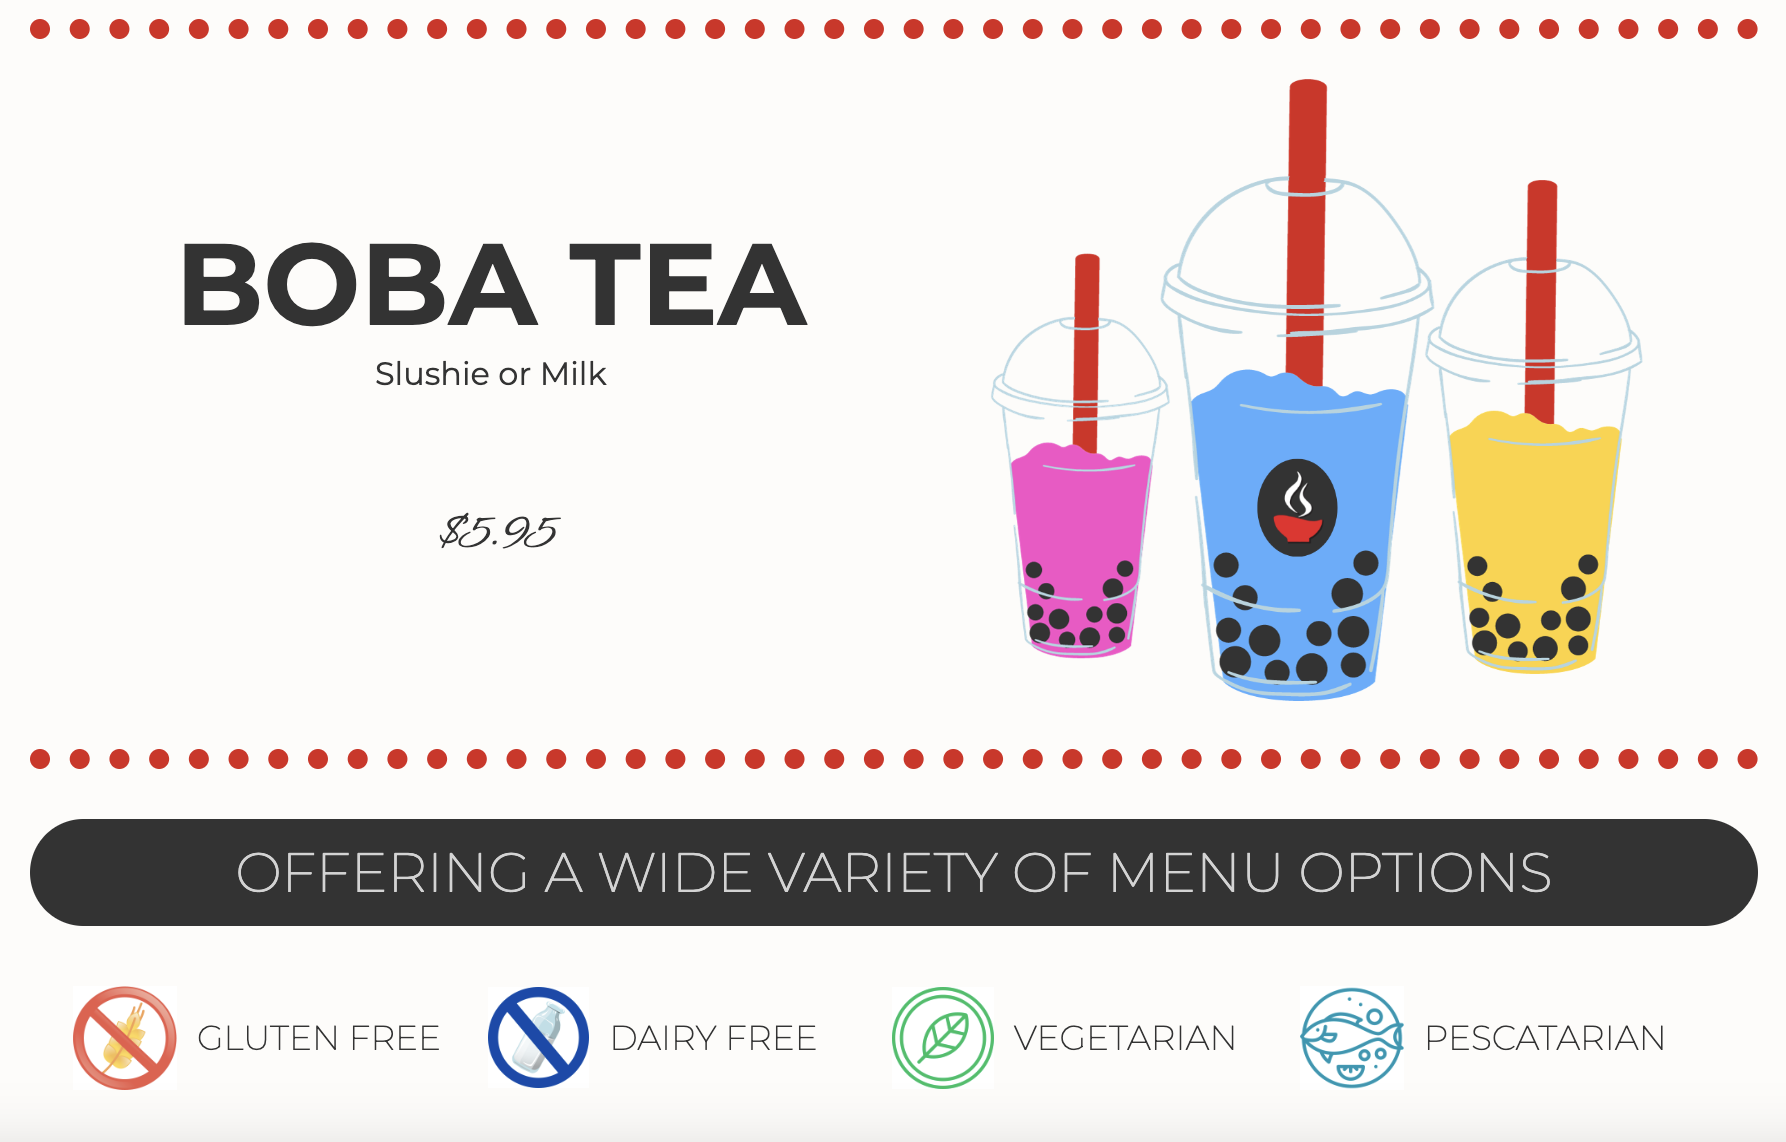 BOBA TEA
Slushie or Milk
$5.95
OFFERING A WIDE VARIETY OF MENU OPTIONS
GLUTEN FREE
DAIRY FREE
VEGETARIAN
PESCATARIAN